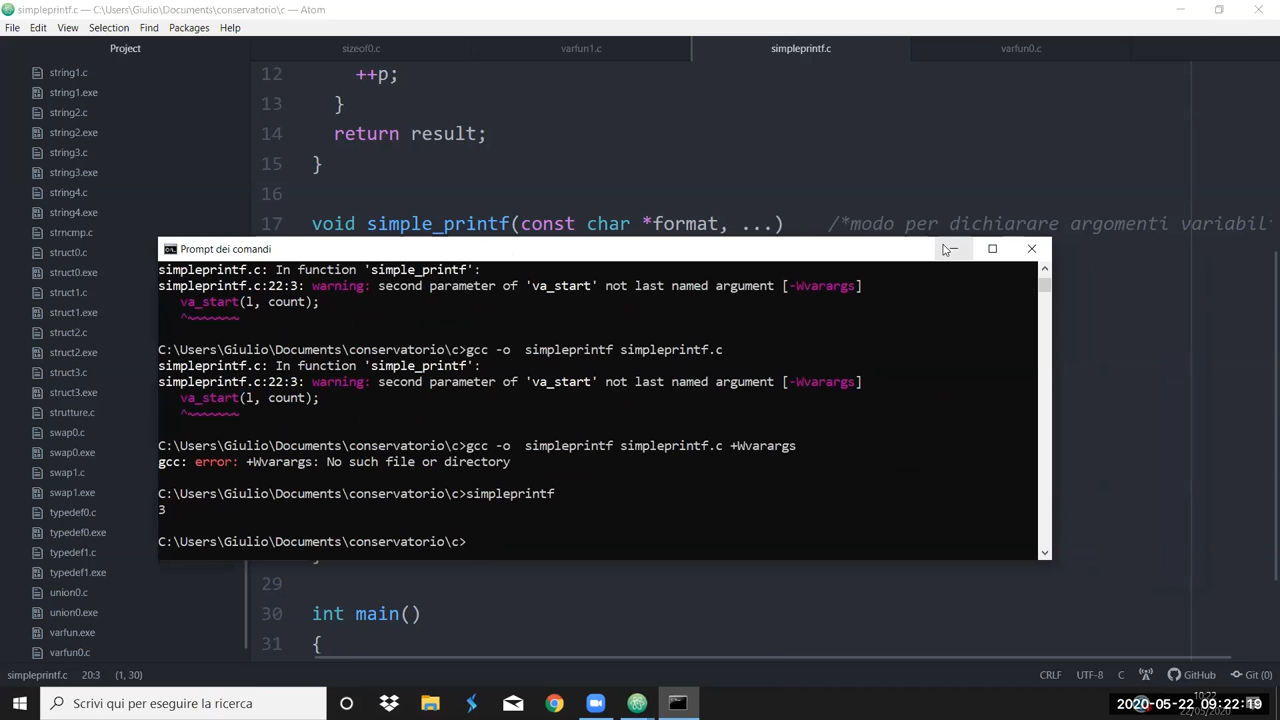 simpleprintf.c — C:\Users\Giulio\Documents\conservatorio\c — Atom
File Edit View Selection Find Packages Help
Project
sizeof0.c
varfun1.c
simpleprintf.c
varfun0.c
string1.c
string1.exe
string2.c
string2.exe
string3.c
string3.exe
string4.c
string4.exe
strncmp.c
struct0.c
struct0.exe
struct1.c
struct1.exe
struct2.c
struct2.exe
struct3.c
struct3.exe
strutture.c
swap0.c
swap0.exe
swap1.c
swap1.exe
typedef0.c
typedef0.exe
typedef1.c
typedef1.exe
union0.c
union0.exe
varfun.exe
varfun0.c
12 ++p;
13 }
14 return result;
15 }
16
17 void simple_printf(const char *format, ...) /*modo per dichiarare argomenti variabil
Prompt dei comandi
simpleprintf.c: In function 'simple_printf':
simpleprintf.c:22:3: warning: second parameter of 'va_start' not last named argument [-Wvarargs]
va_start(l, count);
^~~~~~~~
C:\Users\Giulio\Documents\conservatorio\c>gcc -o  simpleprintf simpleprintf.c
simpleprintf.c: In function 'simple_printf':
simpleprintf.c:22:3: warning: second parameter of 'va_start' not last named argument [-Wvarargs]
va_start(l, count);
^~~~~~~~
C:\Users\Giulio\Documents\conservatorio\c>gcc -o  simpleprintf simpleprintf.c +Wvarargs
gcc: error: +Wvarargs: No such file or directory
C:\Users\Giulio\Documents\conservatorio\c>simpleprintf
3
C:\Users\Giulio\Documents\conservatorio\c>
29
30 int main()
31 {
simpleprintf.c 20:3 (1, 30)
CRLF UTF-8 C GitHub Git (0)
Scrivi qui per eseguire la ricerca
10:22
2020-05-22 09:22:19